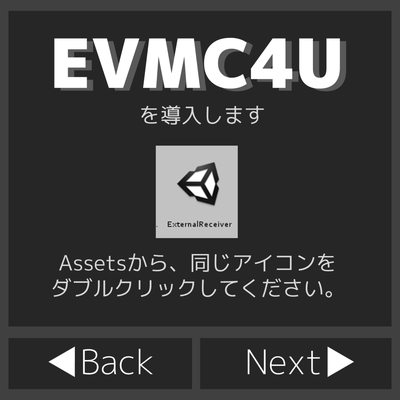 EVMC4U
を導入します
ExternalReceiver
Assetsから、同じアイコンを
ダブルクリックしてください。
◀Back
Next▶